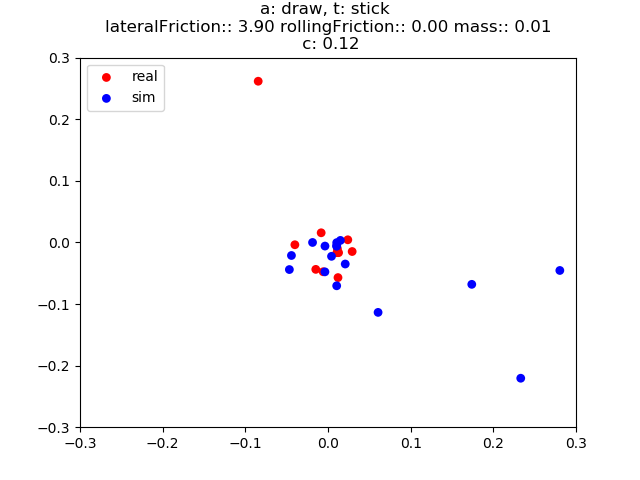 a: draw, t: stick
lateralFriction:: 3.90 rollingFriction:: 0.00 mass:: 0.01
c: 0.12
real
sim
0.3
0.2
0.1
0.0
−0.1
−0.2
−0.3
−0.3
−0.2
−0.1
0.0
0.1
0.2
0.3